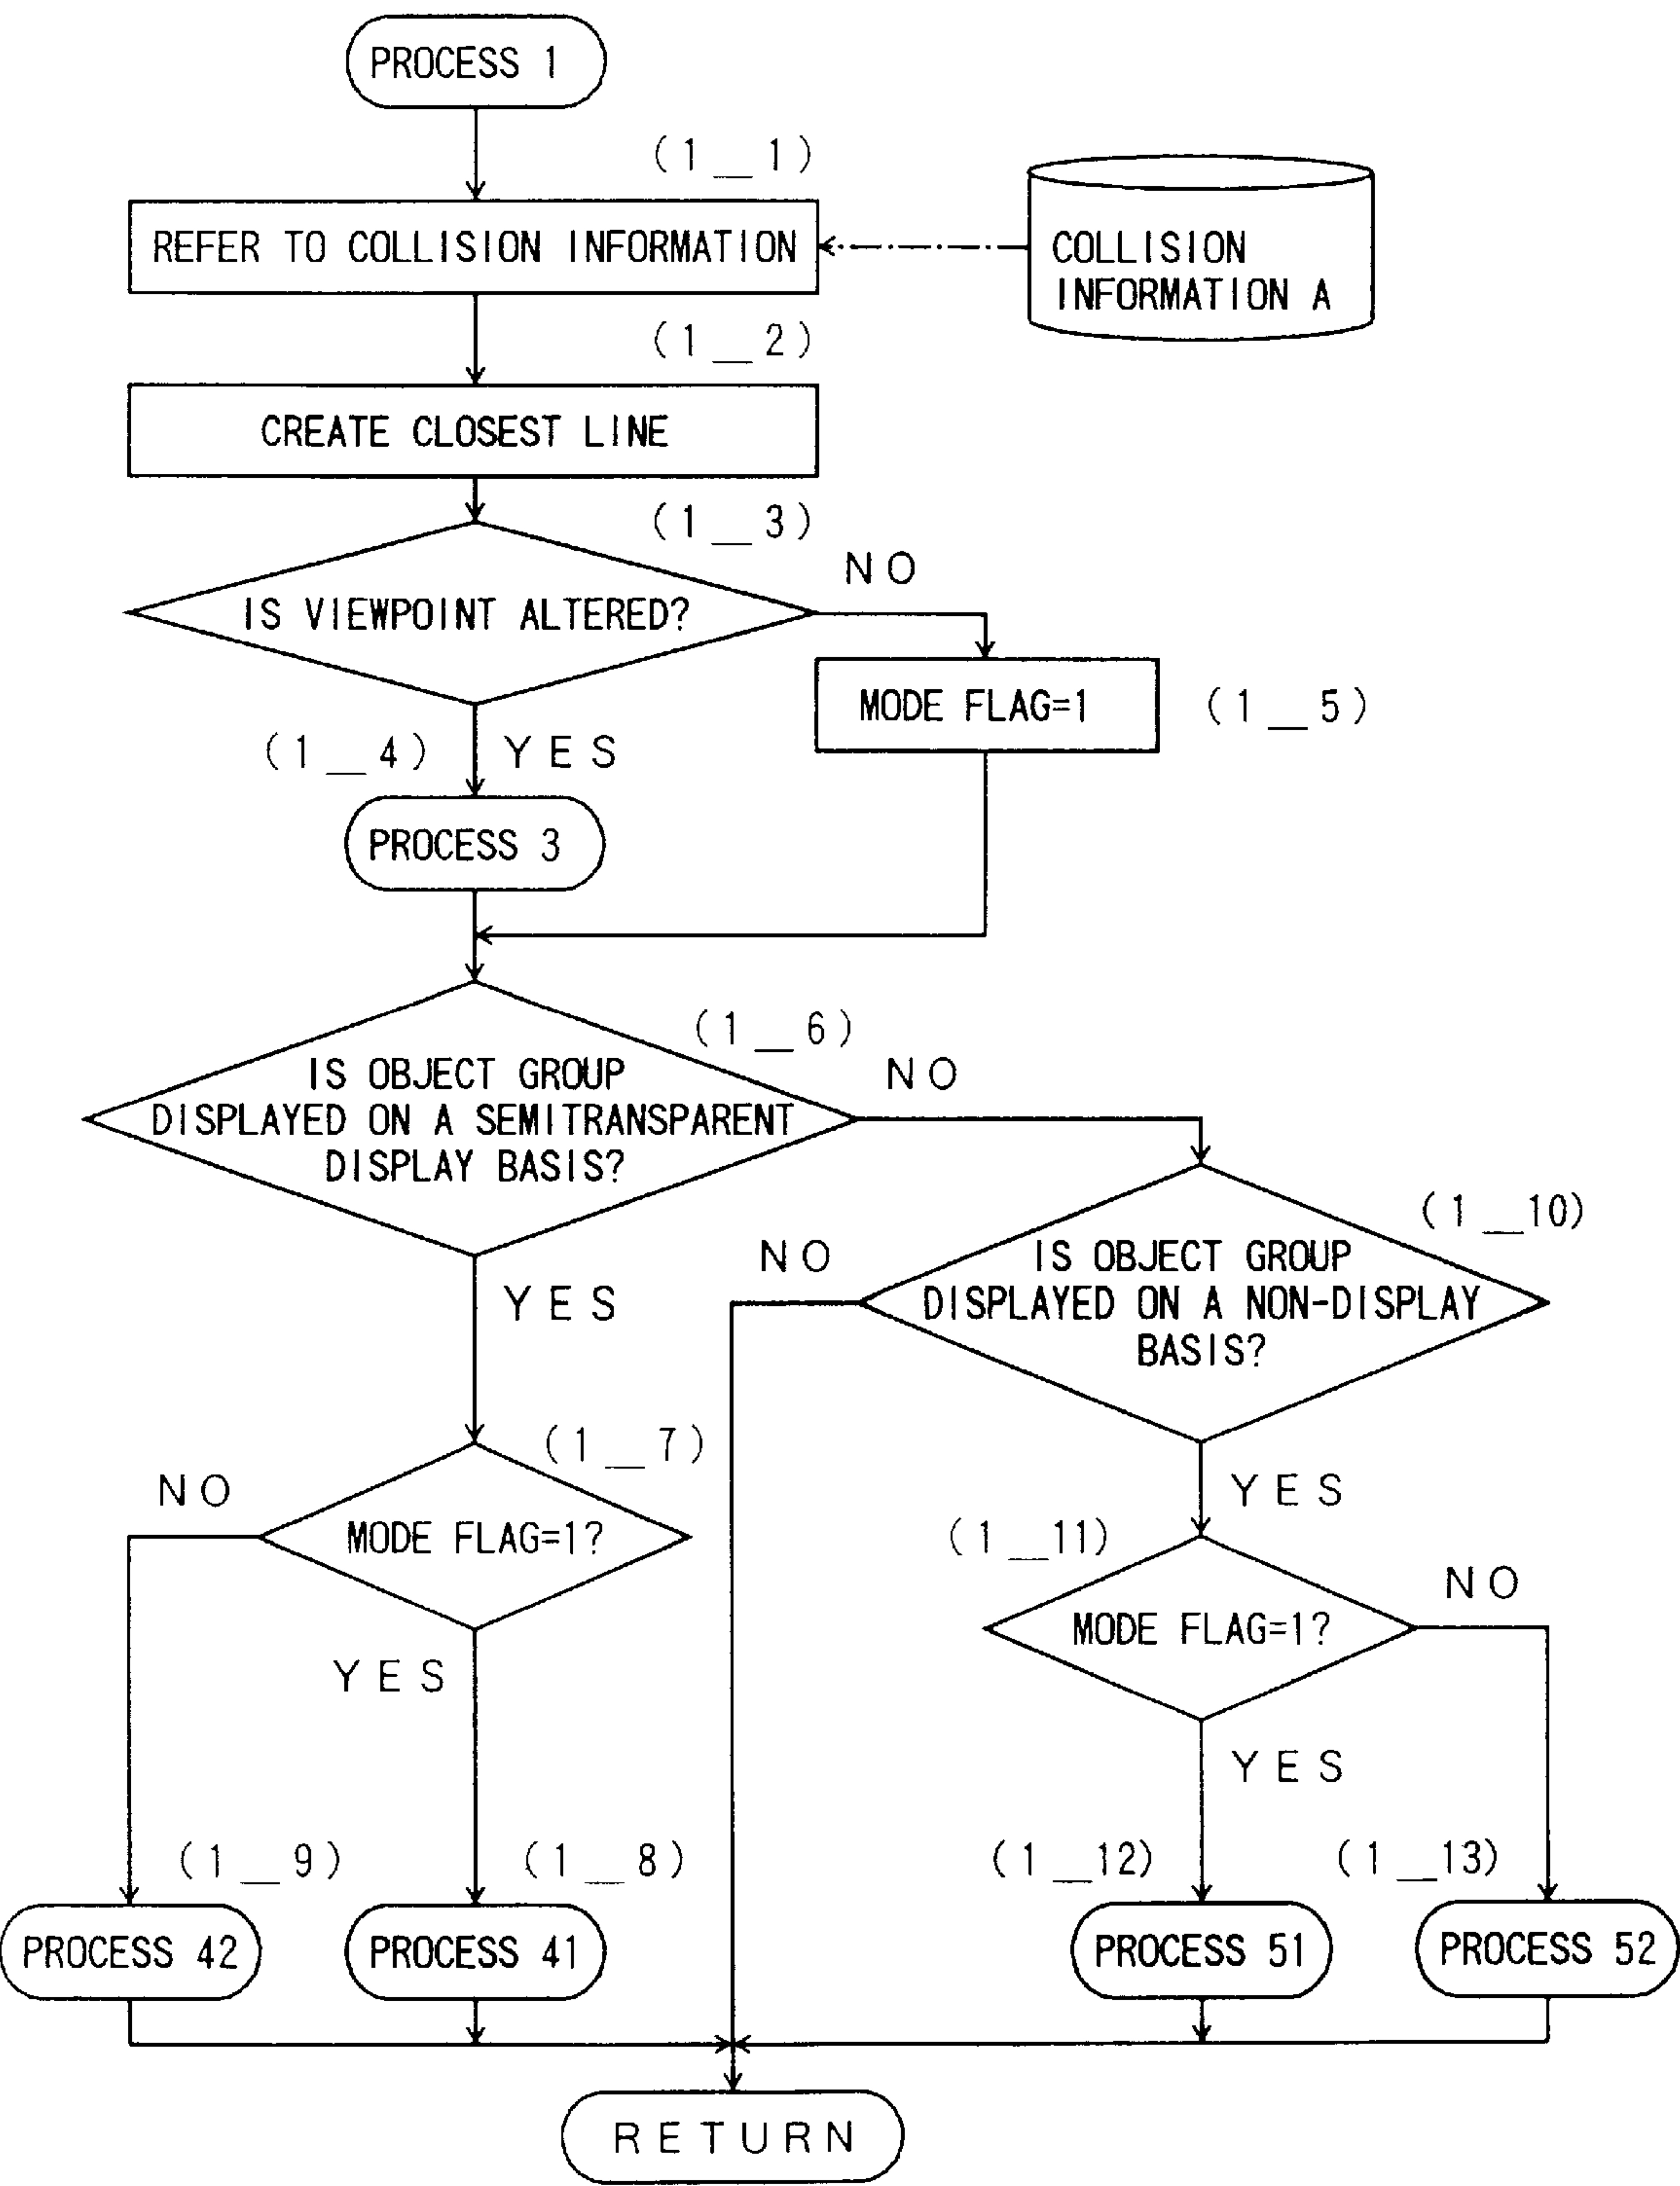 PROCESS 1
(1__1)
REFER TO COLLISION INFORMATION
COLLISION
INFORMATION A
(1__2)
CREATE CLOSEST LINE
(1__3)
NO
IS VIEWPOINT ALTERED?
MODE FLAG=1
(1__5)
(1__4)
YES
PROCESS 3
(1__6)
NO
IS OBJECT GROUP
DISPLAYED ON A SEMITRANSPARENT
DISPLAY BASIS?
(1__10)
NO
IS OBJECT GROUP
DISPLAYED ON A NON-DISPLAY
BASIS?
YES
(1__7)
NO
MODE FLAG=1?
YES
YES
(1__11)
NO
MODE FLAG=1?
YES
(1__9)
(1__8)
(1__12)
(1__13)
PROCESS 42
PROCESS 41
PROCESS 51
PROCESS 52
RETURN